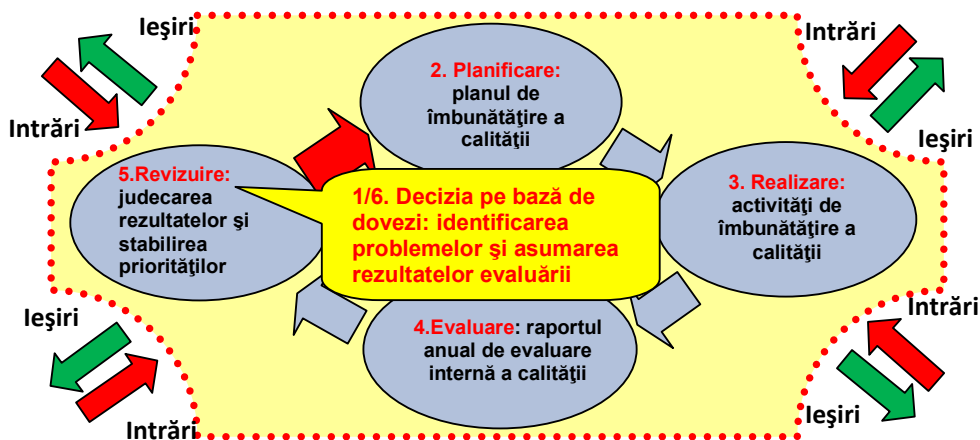 Ieşiri
Intrări
Intrări
Ieşiri
2. Planificare:
planul de
îmbunătăţire a
calităţii
5.Revizuire:
judecarea
rezultatelor şi
stabilirea
priorităţilor
1/6. Decizia pe bază de
dovezi: identificarea
problemelor şi asumarea
rezultatelor evaluării
3. Realizare:
activităţi de
îmbunătăţire a
calităţii
4.Evaluare: raportul
anual de evaluare
internă a calităţii
Ieşiri
Intrări
Intrări
Ieşiri